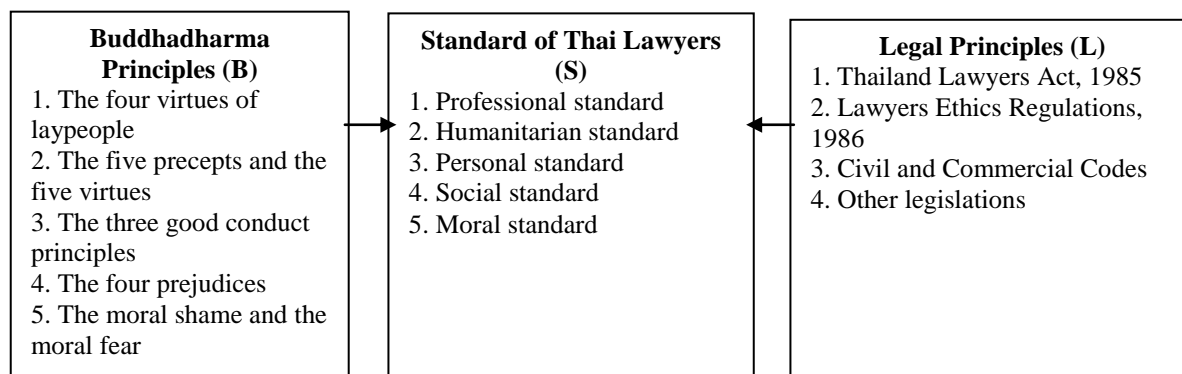 Buddhadharma
Principles (B)
1. The four virtues of
laypeople
2. The five precepts and the
five virtues
3. The three good conduct
principles
4. The four prejudices
5. The moral shame and the
moral fear
Standard of Thai Lawyers
(S)
1. Professional standard
2. Humanitarian standard
3. Personal standard
4. Social standard
5. Moral standard
Legal Principles (L)
1. Thailand Lawyers Act, 1985
2. Lawyers Ethics Regulations,
1986
3. Civil and Commercial Codes
4. Other legislations